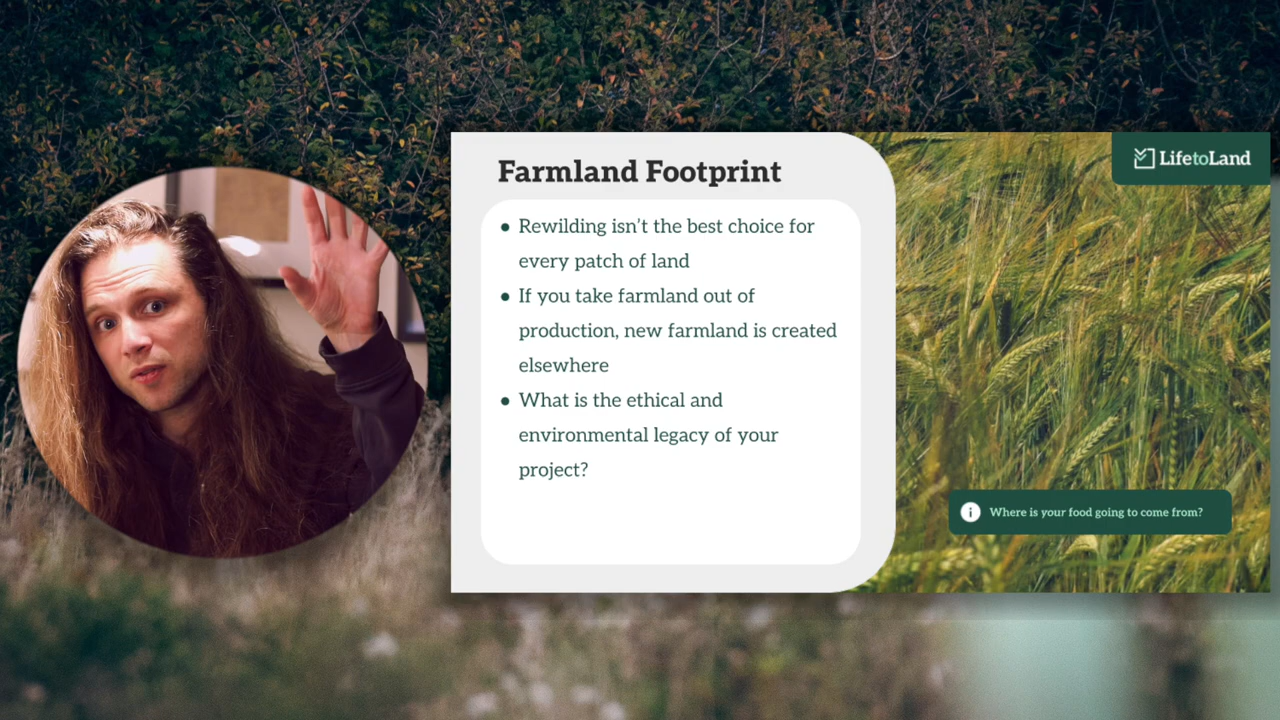 LifetoLand
Farmland Footprint
• Rewilding isn't the best choice for
every patch of land
• If you take farmland out of
production, new farmland is created
elsewhere
• What is the ethical and
environmental legacy of your
project?
i Where is your food going to come from?